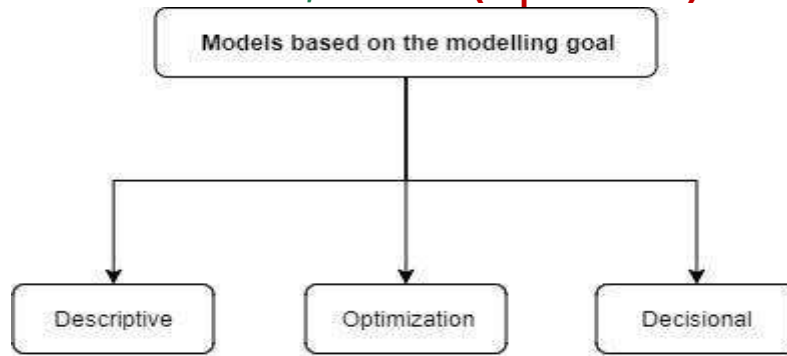 Models based on the modelling goal
Descriptive
Optimization
Decisional